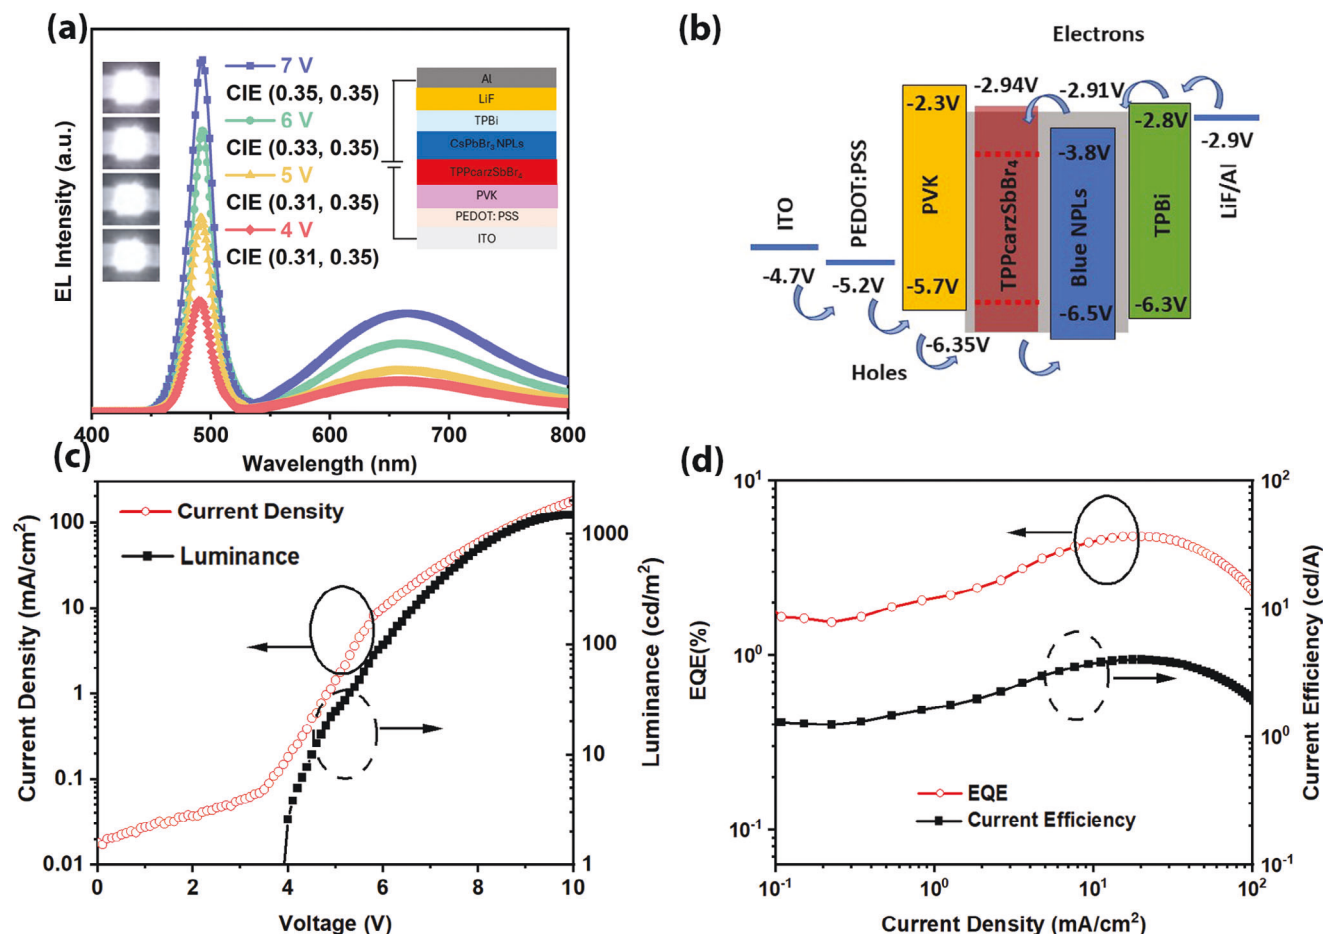 (a)
7 V
CIE (0.35, 0.35)
6 V
CIE (0.33, 0.35)
5 V
CIE (0.31, 0.35)
4 V
CIE (0.31, 0.35)
Al
LiF
TPBi
CsPbBr₃ NPLs
TPPcarzSbBr₄
PVK
PEDOT: PSS
ITO
EL Intensity (a.u.)
400 500 600 700 800
Wavelength (nm)
(b)
Electrons
-2.3V
-2.94V
-2.91V
-2.8V
-2.9V
-3.8V
ITO
PEDOT:PSS
PVK
TPPcarzSbBr₄
Blue NPLs
TPBi
LiF/Al
-4.7V
-5.2V
-5.7V
-6.35V
-6.5V
-6.3V
Holes
(c)
Current Density
Luminance
Current Density (mA/cm²)
100
10
1
0.1
0.01
Luminance (cd/m²)
1000
100
10
1
0 2 4 6 8 10
Voltage (V)
(d)
EQE(%)
10¹
10⁰
10⁻¹
Current Efficiency (cd/A)
10²
10¹
10⁰
10⁻¹
EQE
Current Efficiency
10⁻¹ 10⁰ 10¹ 10²
Current Density (mA/cm²)